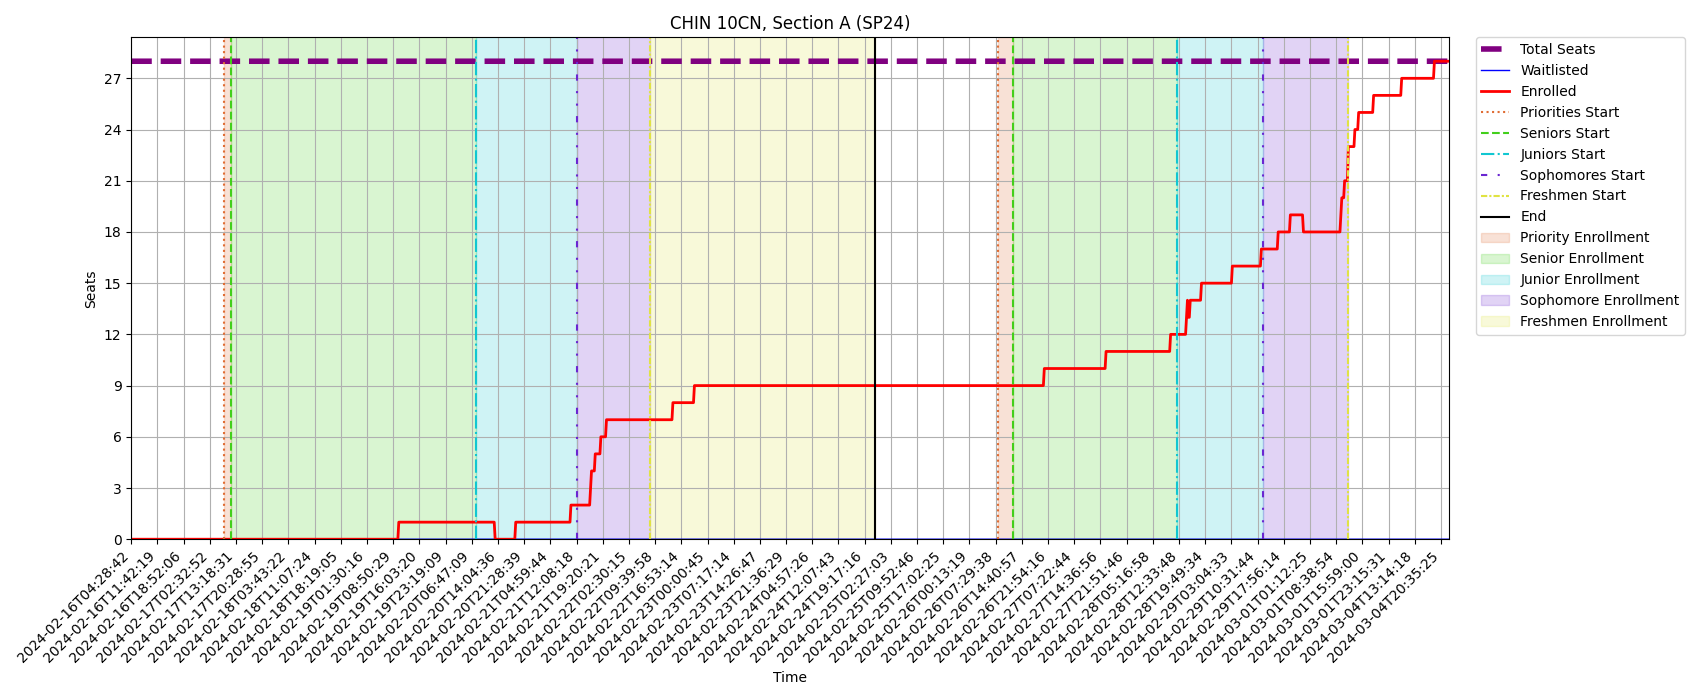 CHIN 10CN, Section A (SP24)
Total Seats
Waitlisted
Enrolled
Priorities Start
Seniors Start
Juniors Start
Sophomores Start
Freshmen Start
End
Priority Enrollment
Senior Enrollment
Junior Enrollment
Sophomore Enrollment
Freshmen Enrollment
Seats
27
24
21
18
15
12
9
6
3
0
2024-02-16T04:28:42
2024-02-16T11:42:19
2024-02-16T18:52:06
2024-02-17T02:32:52
2024-02-17T13:18:31
2024-02-17T20:28:55
2024-02-18T03:43:22
2024-02-18T11:07:24
2024-02-18T18:19:05
2024-02-19T01:30:16
2024-02-19T08:50:29
2024-02-19T16:03:20
2024-02-19T23:19:09
2024-02-20T06:47:09
2024-02-20T14:04:36
2024-02-20T21:28:39
2024-02-21T04:59:44
2024-02-21T12:08:18
2024-02-21T19:20:21
2024-02-22T02:30:15
2024-02-22T09:39:58
2024-02-22T16:53:14
2024-02-23T00:00:45
2024-02-23T07:17:14
2024-02-23T14:26:47
2024-02-23T21:36:29
2024-02-24T04:57:26
2024-02-24T12:07:43
2024-02-24T19:17:16
2024-02-25T02:27:03
2024-02-25T09:52:46
2024-02-25T17:02:25
2024-02-26T00:13:19
2024-02-26T07:29:38
2024-02-26T14:40:57
2024-02-26T21:54:16
2024-02-27T07:22:44
2024-02-27T14:36:56
2024-02-27T21:51:46
2024-02-28T05:16:58
2024-02-28T12:33:48
2024-02-28T19:49:34
2024-02-29T03:04:33
2024-02-29T10:31:44
2024-02-29T17:56:14
2024-03-01T01:12:25
2024-03-01T08:38:54
2024-03-01T15:59:00
2024-03-01T23:15:31
2024-03-04T13:14:18
2024-03-04T20:35:25
Time